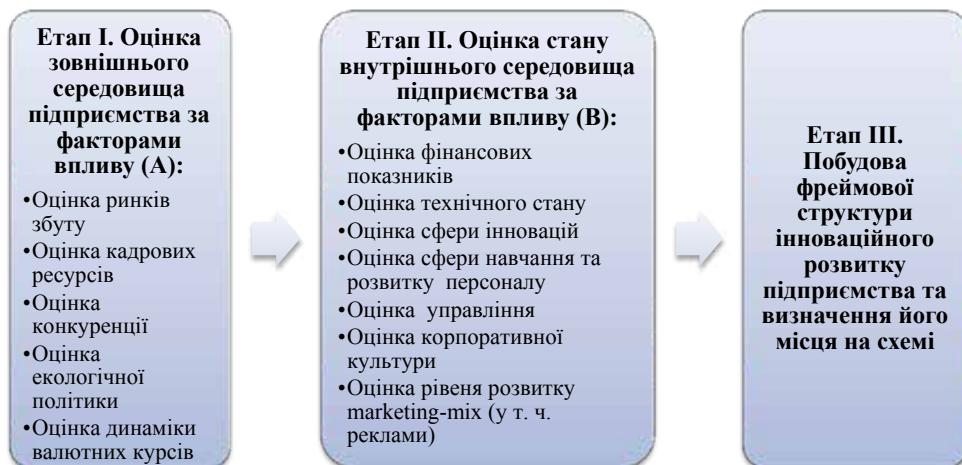 Етап I. Оцінка
зовнішнього
середовища
підприємства за
факторами
впливу (А):
•Оцінка ринків
збуту
•Оцінка кадрових
ресурсів
•Оцінка
конкуренції
•Оцінка
екологічної
політики
•Оцінка динаміки
валютних курсів
Етап II. Оцінка стану
внутрішнього середовища
підприємства за
факторами впливу (В):
•Оцінка фінансових
показників
•Оцінка технічного стану
•Оцінка сфери інновацій
•Оцінка сфери навчання та
розвитку персоналу
•Оцінка управління
•Оцінка корпоративної
культури
•Оцінка рівеня розвитку
marketing-mix (у т. ч.
реклами)
Етап III.
Побудова
фреймової
структури
інноваційного
розвитку
підприємства та
визначення його
місця на схемі